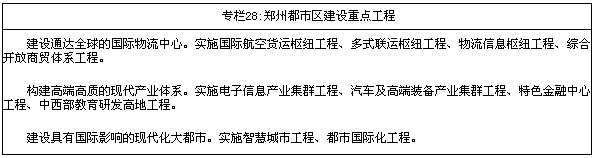 专栏28:郑州都市区建设重点工程
建设通达全球的国际物流中心。实施国际航空货运枢纽工程、多式联运枢纽工程、物流信息枢纽工程、综合
开放商贸体系工程。
构建高端高质的现代产业体系。实施电子信息产业集群工程、汽车及高端装备产业集群工程、特色金融中心
工程、中西部教育研发高地工程。
建设具有国际影响的现代化大都市。实施智慧城市工程、都市国际化工程。